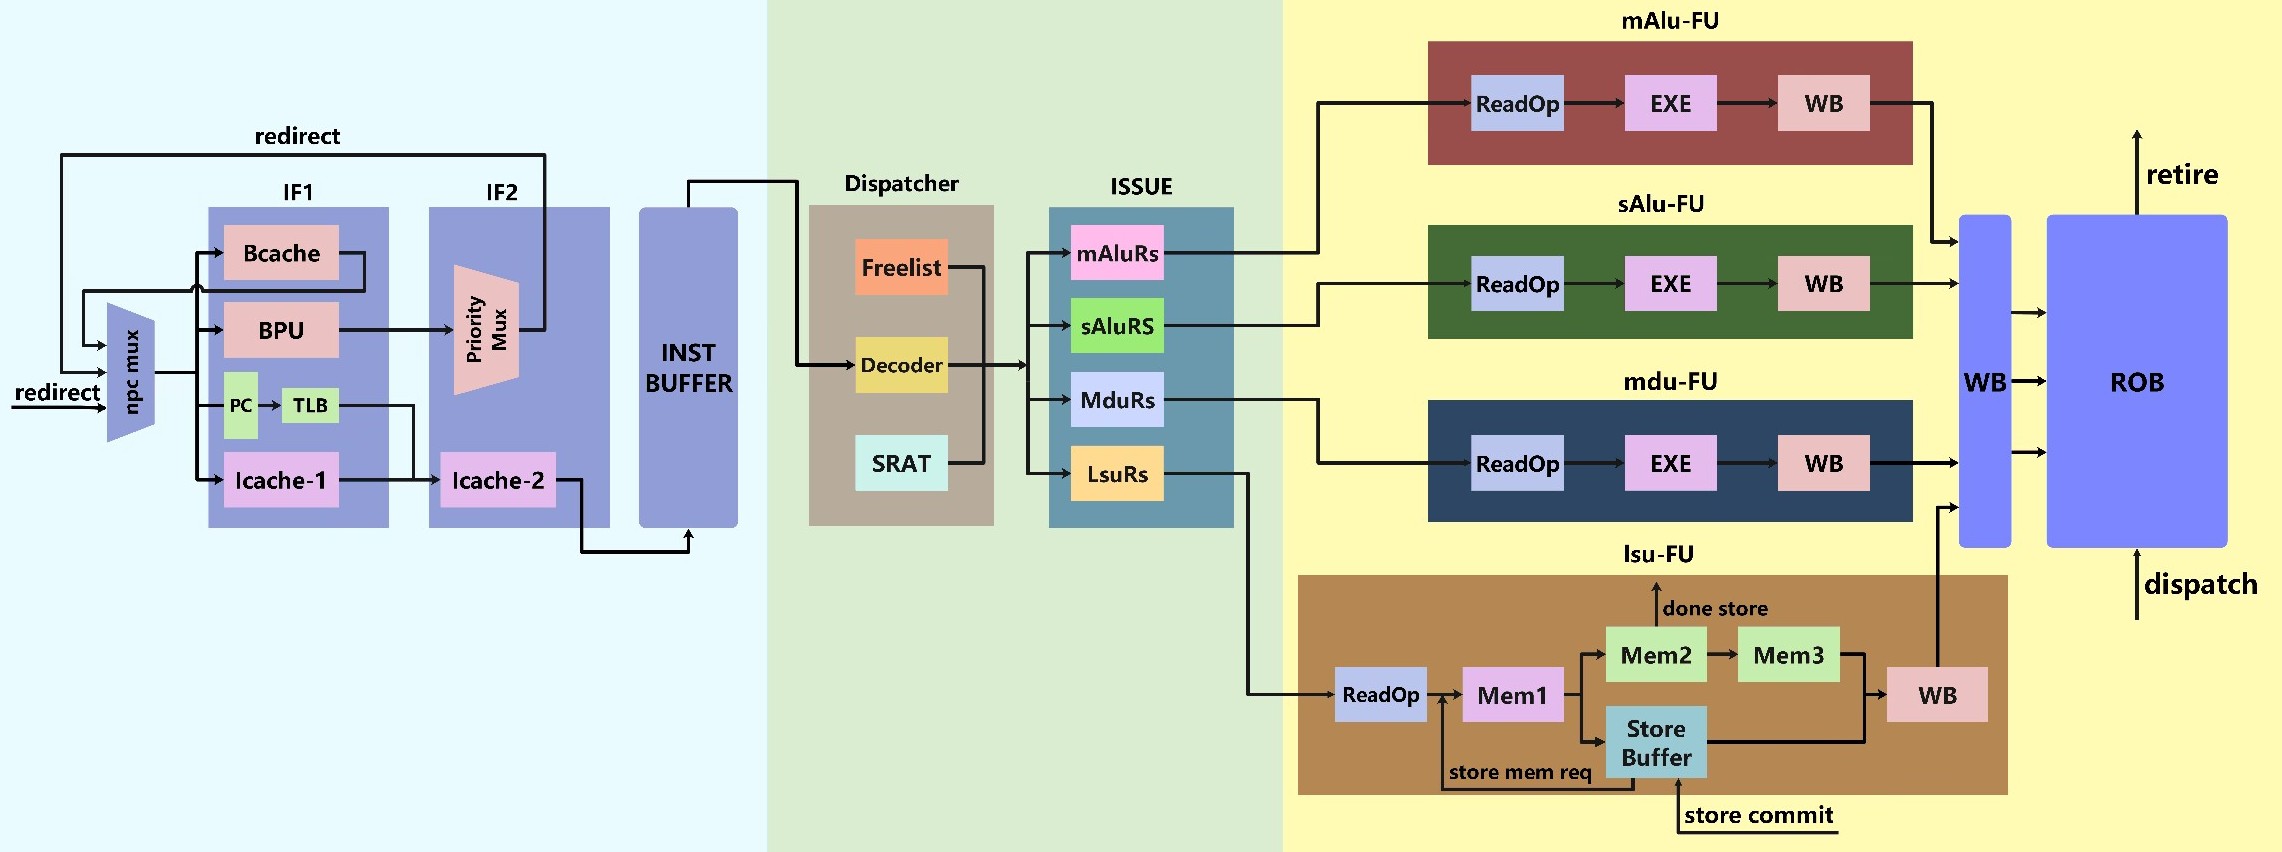 redirect
IF1
IF2
Bcache
BPU
PC
TLB
Icache-1
npc mux
redirect
Priority
Mux
Icache-2
INST
BUFFER
Dispatcher
Freelist
Decoder
SRAT
ISSUE
mAluRs
sAluRS
MduRs
LsuRs
mAlu-FU
ReadOp
EXE
WB
sAlu-FU
ReadOp
EXE
WB
mdu-FU
ReadOp
EXE
WB
lsu-FU
done store
Mem2
Mem3
ReadOp
Mem1
WB
Store
Buffer
store mem req
store commit
WB
retire
ROB
dispatch